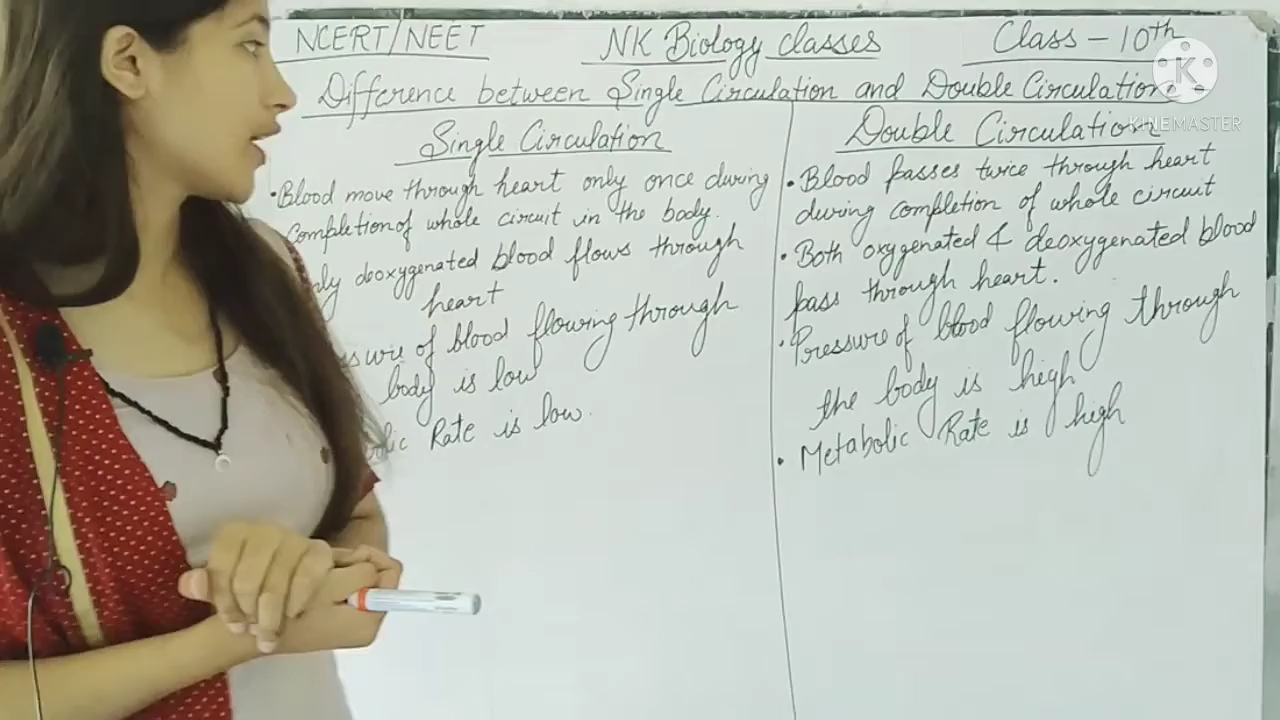 NCERT/NEET
NK Biology classes
Class - 10th
K
KINEMASTER
Difference between Single Circulation and Double Circulation
Single Circulation
• Blood move through heart only once during
completion of whole circuit in the body.
deoxygenated blood flows through
heart
of blood flowing through
body is low
Rate is low.
Double Circulation
• Blood passes twice through heart
during completion of whole circuit
• Both oxygenated & deoxygenated blood
pass through heart.
• Pressure of blood flowing through
the body is high
• Metabolic Rate is high